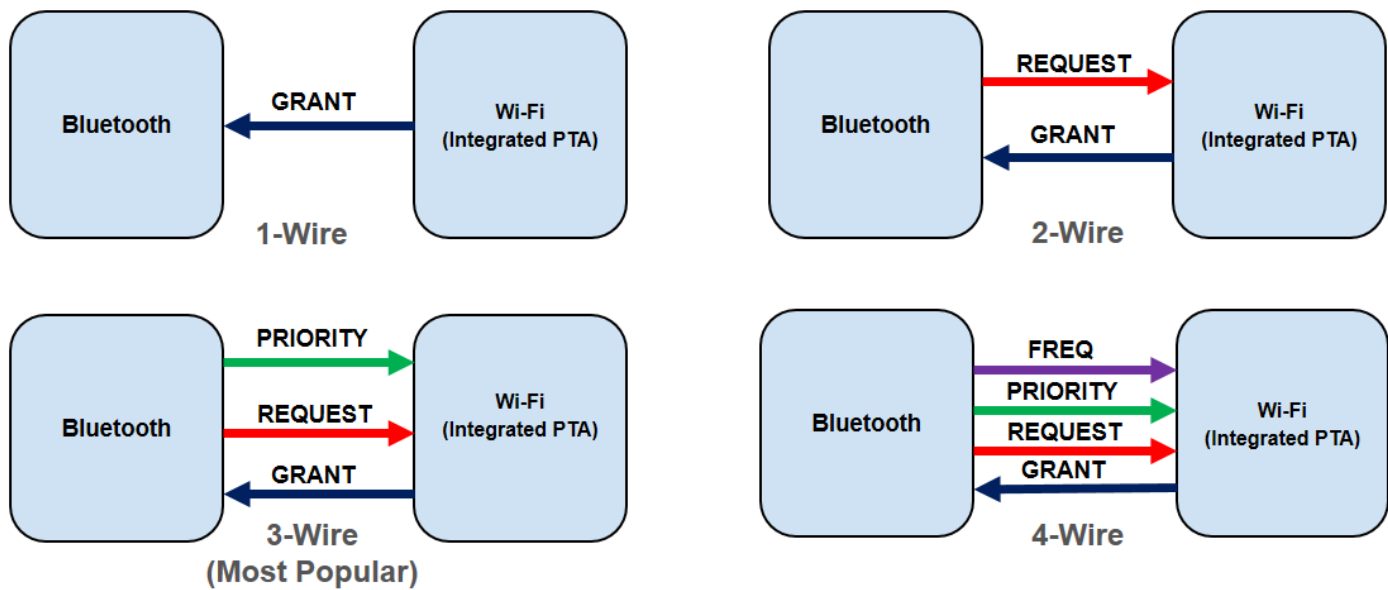 Bluetooth
GRANT
Wi-Fi
(Integrated PTA)
1-Wire
Bluetooth
REQUEST
GRANT
Wi-Fi
(Integrated PTA)
2-Wire
Bluetooth
PRIORITY
REQUEST
GRANT
Wi-Fi
(Integrated PTA)
3-Wire
(Most Popular)
Bluetooth
FREQ
PRIORITY
REQUEST
GRANT
Wi-Fi
(Integrated PTA)
4-Wire